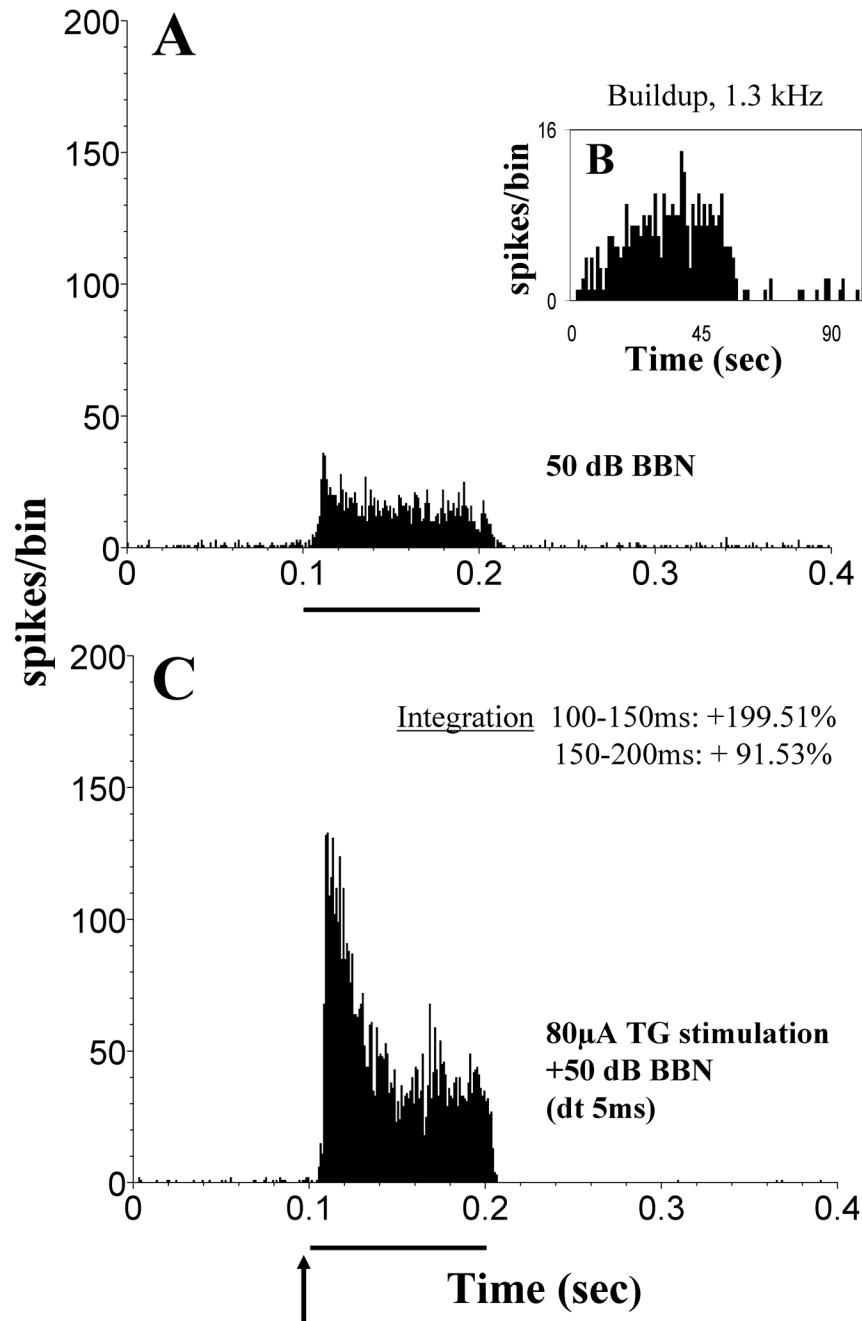 A
200
150
100
50
0
0
0.1
0.2
0.3
0.4
50 dB BBN
Buildup, 1.3 kHz
B
16
0
spikes/bin
0
45
90
Time (sec)
spikes/bin
C
200
150
100
50
0
0
0.1
0.2
0.3
0.4
Integration 100-150ms: +199.51%
150-200ms: + 91.53%
80µA TG stimulation
+50 dB BBN
(dt 5ms)
Time (sec)